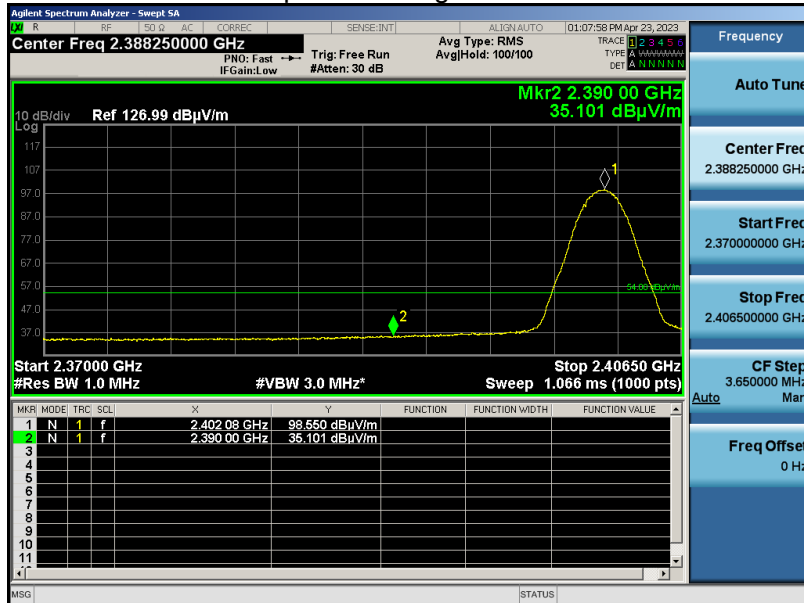 Agilent Spectrum Analyzer - Swept SA
LXI R RF 50 Ω AC CORREC SENSE:INT ALIGN AUTO 01:07:58 PM Apr 23, 2023
Center Freq 2.388250000 GHz
PNO: Fast
IFGain:Low
Trig: Free Run
#Atten: 30 dB
Avg Type: RMS
Avg|Hold: 100/100
TRACE 1 2 3 4 5 6
TYPE A
DET A N N N N N
Mkr2 2.390 00 GHz
35.101 dBµV/m
10 dB/div Ref 126.99 dBµV/m
Log
117
107
97.0
87.0
77.0
67.0
57.0
47.0
37.0
1
54.00 dBµV/m
2
Start 2.37000 GHz Stop 2.40650 GHz
#Res BW 1.0 MHz #VBW 3.0 MHz* Sweep 1.066 ms (1000 pts)
MKR MODE TRC SCL X Y FUNCTION FUNCTION WIDTH FUNCTION VALUE
1 N 1 f 2.402 08 GHz 98.550 dBµV/m
2 N 1 f 2.390 00 GHz 35.101 dBµV/m
3
4
5
6
7
8
9
10
11
MSG STATUS
Frequency
Auto Tune
Center Freq
2.388250000 GHz
Start Freq
2.370000000 GHz
Stop Freq
2.406500000 GHz
CF Step
3.650000 MHz
Auto Man
Freq Offset
0 Hz